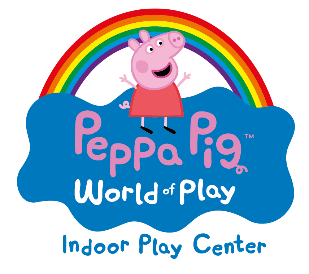 Peppa Pig™
World of Play
Indoor Play Center